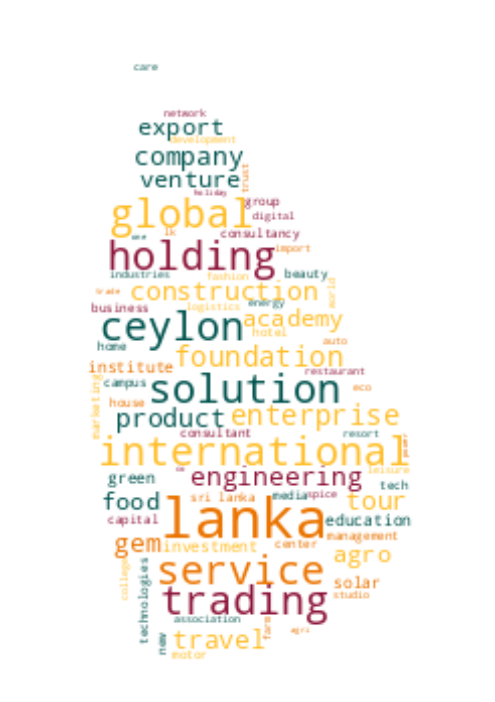 care
network
export
development
company
venture
trust
holiday
group
global
digital
lk
consultancy
holding
import
industries
fashion
beauty
trade
construction
world
business
logistics
energy
ceylon
academy
hotel
home
auto
foundation
institute
restaurant
campus
solution
eco
marketing
house
product
enterprise
consultant
resort
international
power
leisure
green
engineering
tech
food
sri lanka
media
spice
tour
capital
lanka
education
gem
investment
center
management
agro
college
technologies
service
solar
trading
studio
association
new
travel
farm
agri
motor